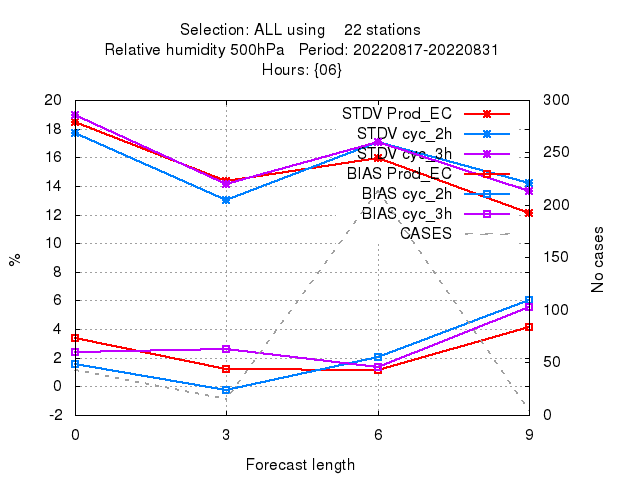 Selection: ALL using 22 stations
Relative humidity 500hPa Period: 20220817-20220831
Hours: {06}
20
18
16
14
12
10
8
6
4
2
0
-2
%
300
250
200
150
100
50
0
No cases
STDV Prod_EC
STDV cyc_2h
STDV cyc_3h
BIAS Prod_EC
BIAS cyc_2h
BIAS cyc_3h
CASES
0 3 6 9
Forecast length